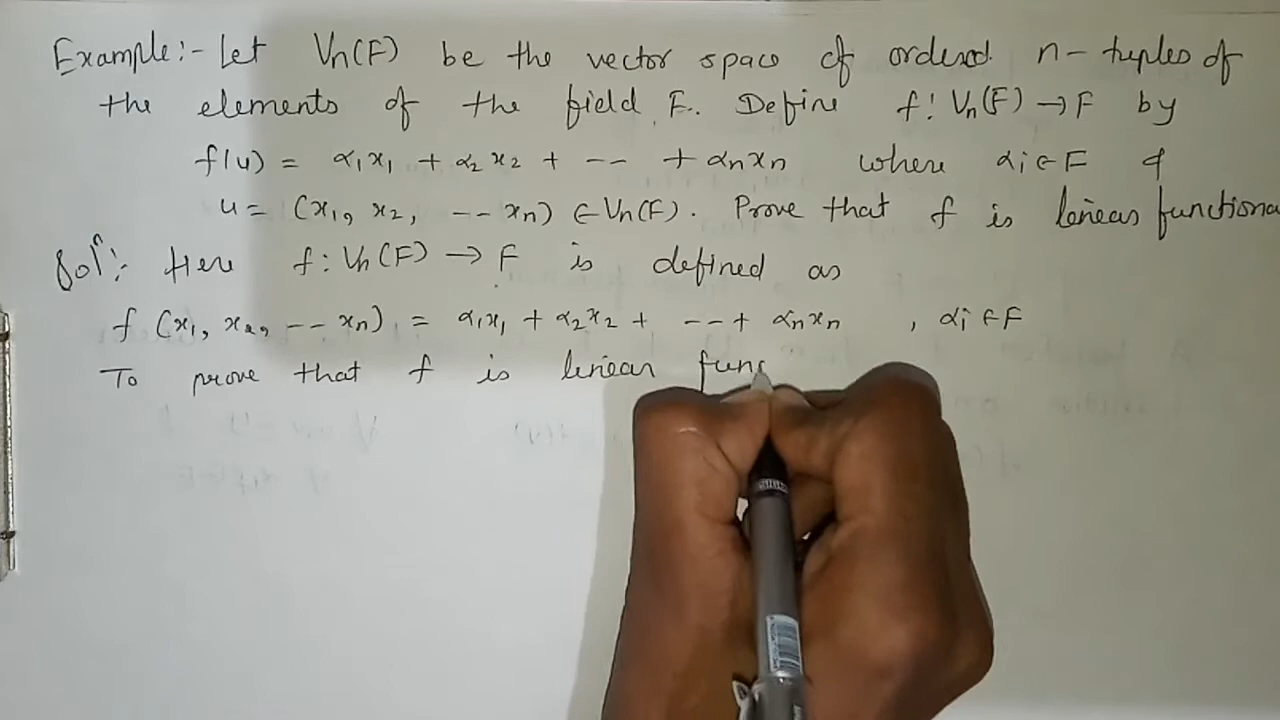 Example:- Let Vn(F) be the vector space of ordered n-tuples of
the elements of the field F. Define f: Vn(F) → F by
f(u) = α₁x₁ + α₂x₂ + -- + αnxn where αi ∈ F &
u = (x₁, x₂, -- xn) ∈ Vn(F). Prove that f is linear functiona
Solⁿ:- Here f: Vn(F) → F is defined as
f (x₁, x₂, -- xn) = α₁x₁ + α₂x₂ + --+ αnxn , αi ∈ F
To prove that f is linear func